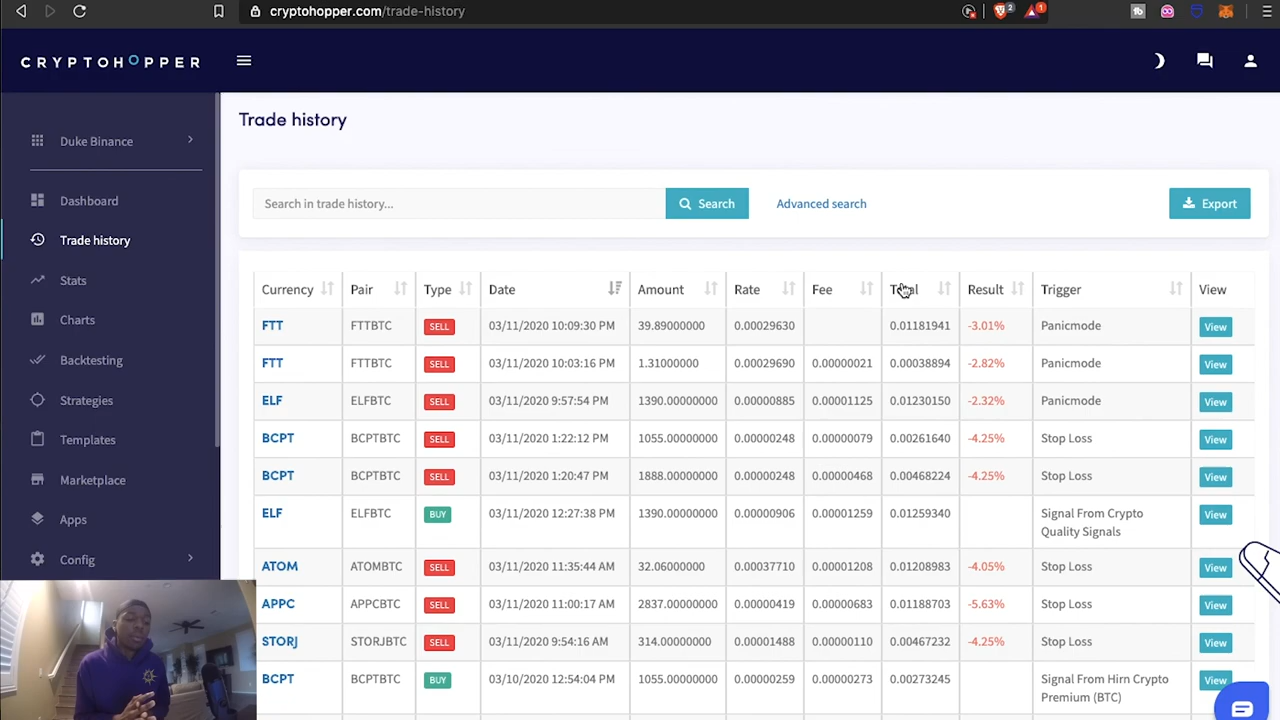 cryptohopper.com/trade-history
2
1
CRYPTOHOPPER
Duke Binance
Dashboard
Trade history
Stats
Charts
Backtesting
Strategies
Templates
Marketplace
Apps
Config
Trade history
Search in trade history...
Search
Advanced search
Export
Currency Pair Type Date Amount Rate Fee Total Result Trigger View
FTT FTTBTC SELL 03/11/2020 10:09:30 PM 39.89000000 0.00029630 0.01181941 -3.01% Panicmode View
FTT FTTBTC SELL 03/11/2020 10:03:16 PM 1.31000000 0.00029690 0.00000021 0.00038894 -2.82% Panicmode View
ELF ELFBTC SELL 03/11/2020 9:57:54 PM 1390.00000000 0.00000885 0.00001125 0.01230150 -2.32% Panicmode View
BCPT BCPTBTC SELL 03/11/2020 1:22:12 PM 1055.00000000 0.00000248 0.00000079 0.00261640 -4.25% Stop Loss View
BCPT BCPTBTC SELL 03/11/2020 1:20:47 PM 1888.00000000 0.00000248 0.00000468 0.00468224 -4.25% Stop Loss View
ELF ELFBTC BUY 03/11/2020 12:27:38 PM 1390.00000000 0.00000906 0.00001259 0.01259340 Signal From Crypto View
Quality Signals
ATOM ATOMBTC SELL 03/11/2020 11:35:44 AM 32.06000000 0.00037710 0.00001208 0.01208983 -4.05% Stop Loss View
APPC APPCBTC SELL 03/11/2020 11:00:17 AM 2837.00000000 0.00000419 0.00000683 0.01188703 -5.63% Stop Loss View
STORJ STORJBTC SELL 03/11/2020 9:54:16 AM 314.00000000 0.00001488 0.00000110 0.00467232 -4.25% Stop Loss View
BCPT BCPTBTC BUY 03/10/2020 12:54:04 PM 1055.00000000 0.00000259 0.00000273 0.00273245 Signal From Hirn Crypto View
Premium (BTC)